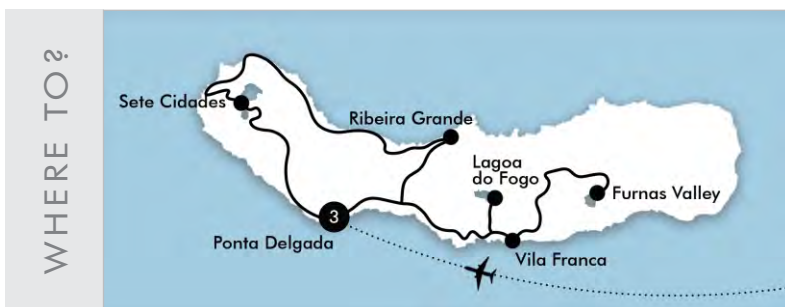 WHERE TO?
Sete Cidades
Ribeira Grande
Lagoa
do Fogo
Furnas Valley
3
Ponta Delgada
Vila Franca